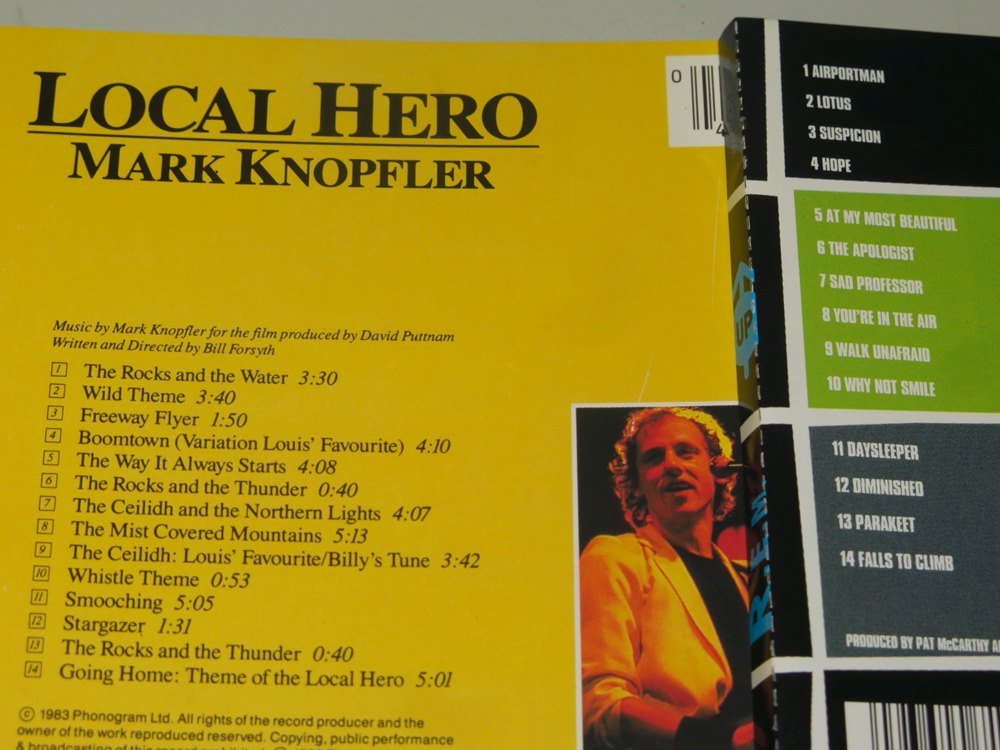 LOCAL HERO
MARK KNOPFLER
Music by Mark Knopfler for the film produced by David Puttnam
Written and Directed by Bill Forsyth
1 The Rocks and the Water 3:30
2 Wild Theme 3:40
3 Freeway Flyer 1:50
4 Boomtown (Variation Louis' Favourite) 4:10
5 The Way It Always Starts 4:08
6 The Rocks and the Thunder 0:40
7 The Ceilidh and the Northern Lights 4:07
8 The Mist Covered Mountains 5:13
9 The Ceilidh: Louis' Favourite/Billy's Tune 3:42
10 Whistle Theme 0:53
11 Smooching 5:05
12 Stargazer 1:31
13 The Rocks and the Thunder 0:40
14 Going Home: Theme of the Local Hero 5:01
© 1983 Phonogram Ltd. All rights of the record producer and the
owner of the work reproduced reserved. Copying, public performance
& broadcasting of this record
0
4
UP
R.E.M.
1 AIRPORTMAN
2 LOTUS
3 SUSPICION
4 HOPE
5 AT MY MOST BEAUTIFUL
6 THE APOLOGIST
7 SAD PROFESSOR
8 YOU'RE IN THE AIR
9 WALK UNAFRAID
10 WHY NOT SMILE
11 DAYSLEEPER
12 DIMINISHED
13 PARAKEET
14 FALLS TO CLIMB
PRODUCED BY PAT McCARTHY